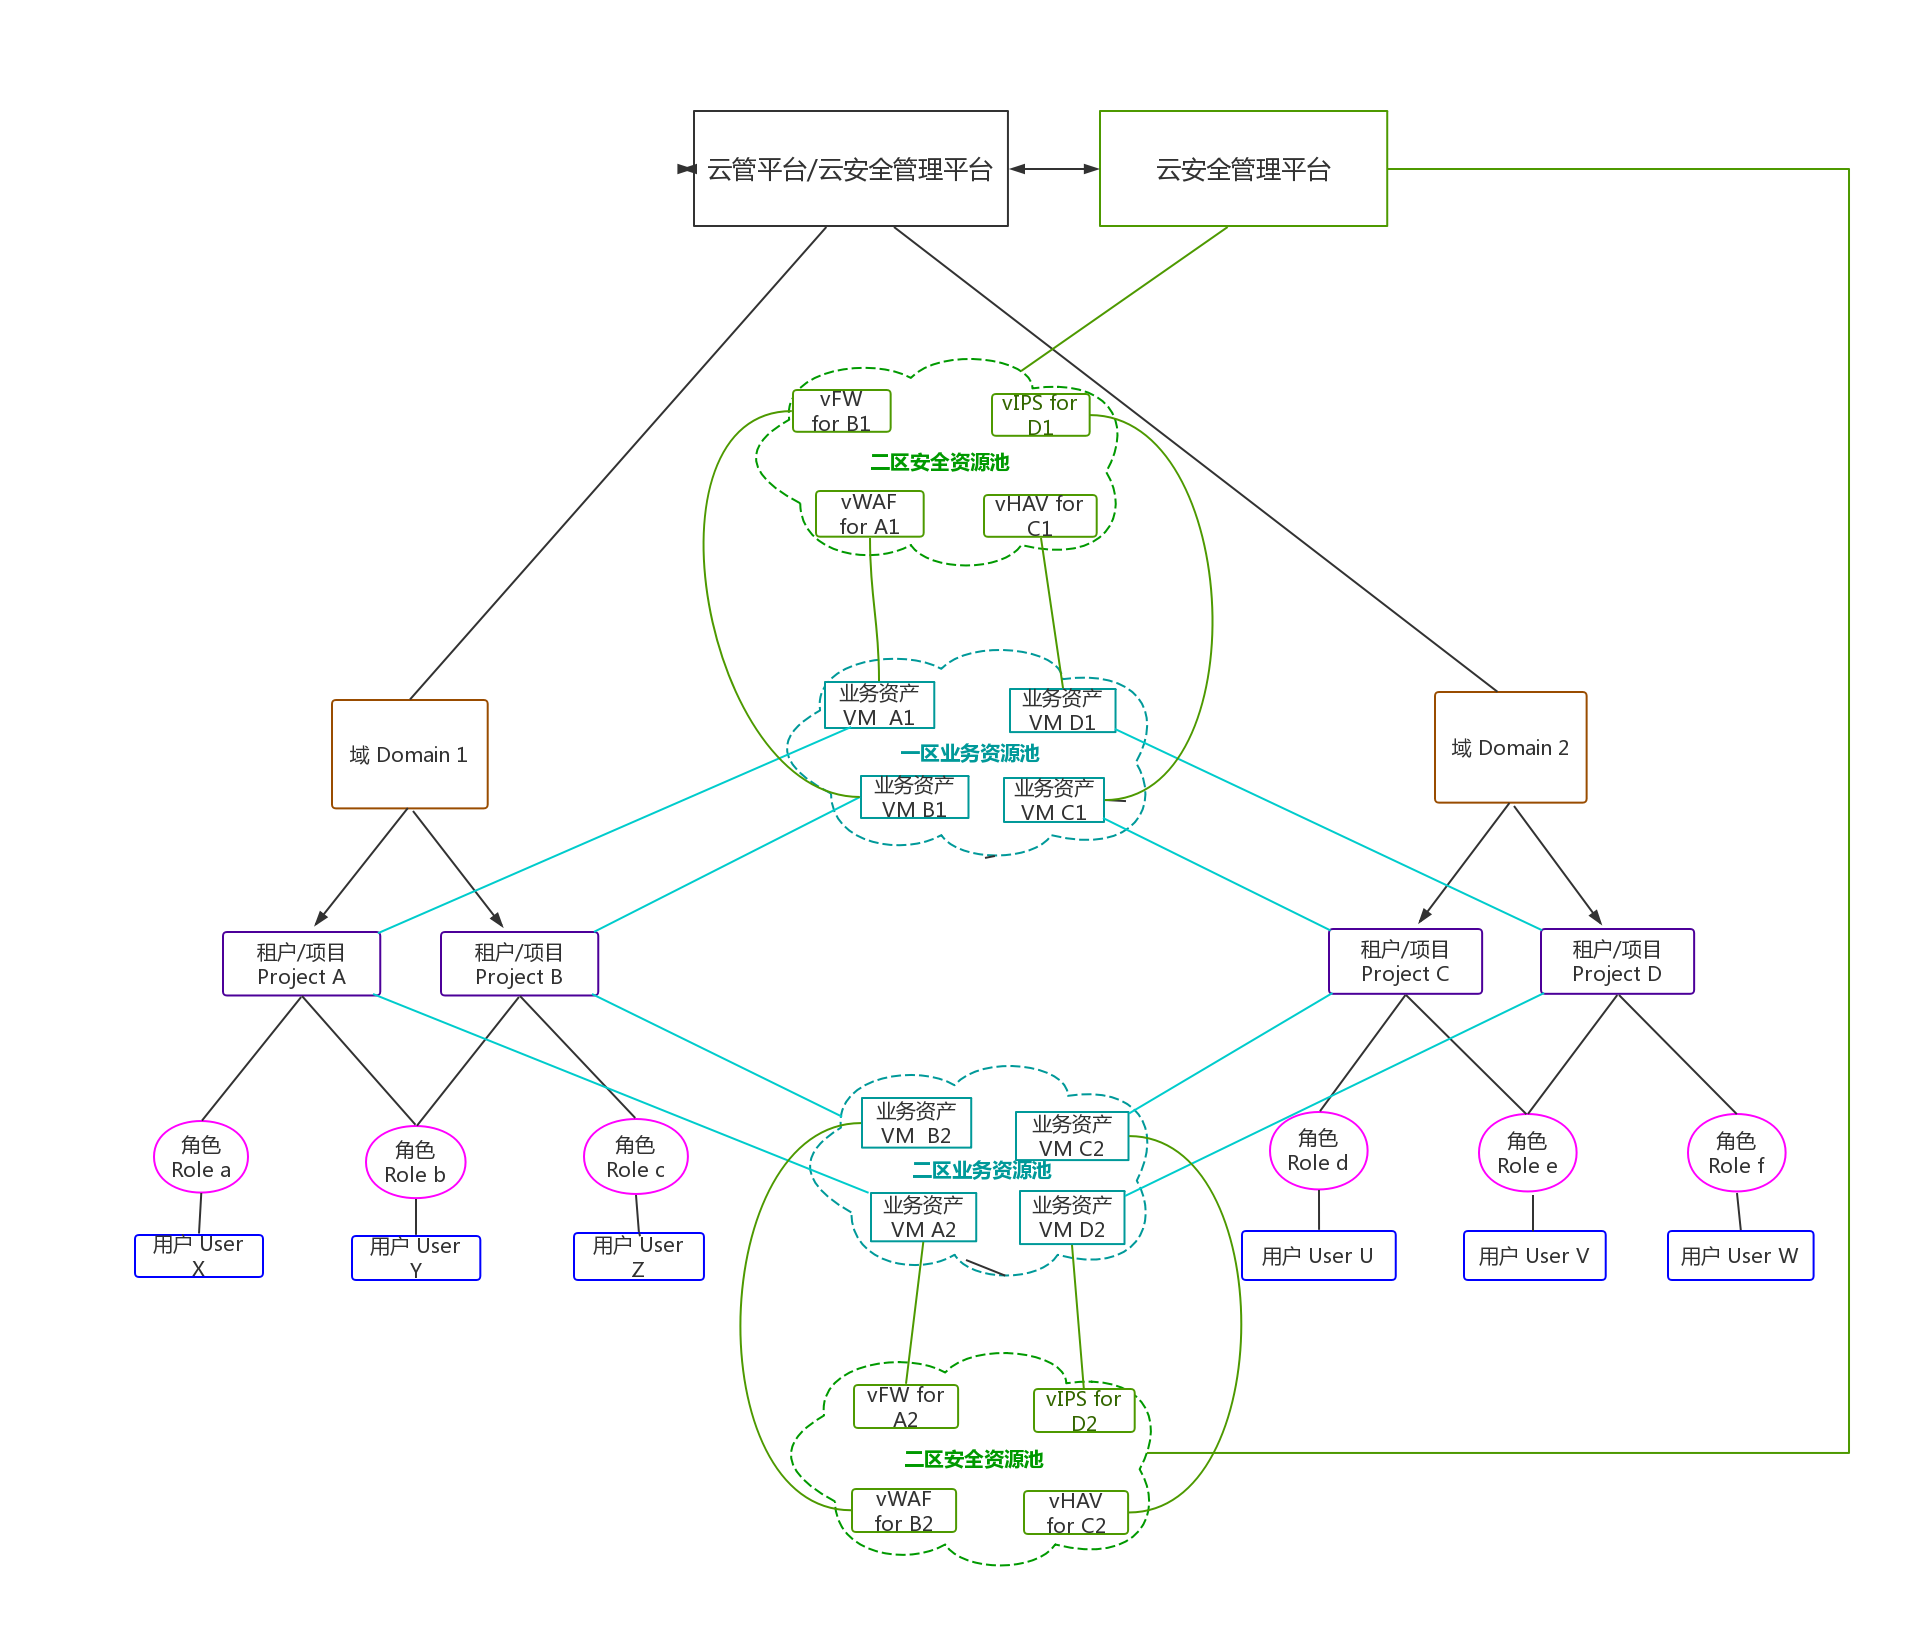 云管平台/云安全管理平台
云安全管理平台
vFW
for B1
vIPS for
D1
二区安全资源池
vWAF
for A1
vHAV for
C1
业务资产
VM  A1
业务资产
VM D1
域 Domain 1
一区业务资源池
域 Domain 2
业务资产
VM B1
业务资产
VM C1
租户/项目
Project A
租户/项目
Project B
租户/项目
Project C
租户/项目
Project D
业务资产
VM  B2
业务资产
VM C2
角色
Role a
角色
Role b
角色
Role c
二区业务资源池
角色
Role d
角色
Role e
角色
Role f
业务资产
VM A2
业务资产
VM D2
用户 User
X
用户 User
Y
用户 User
Z
用户 User U
用户 User V
用户 User W
vFW for
A2
vIPS for
D2
二区安全资源池
vWAF
for B2
vHAV
for C2